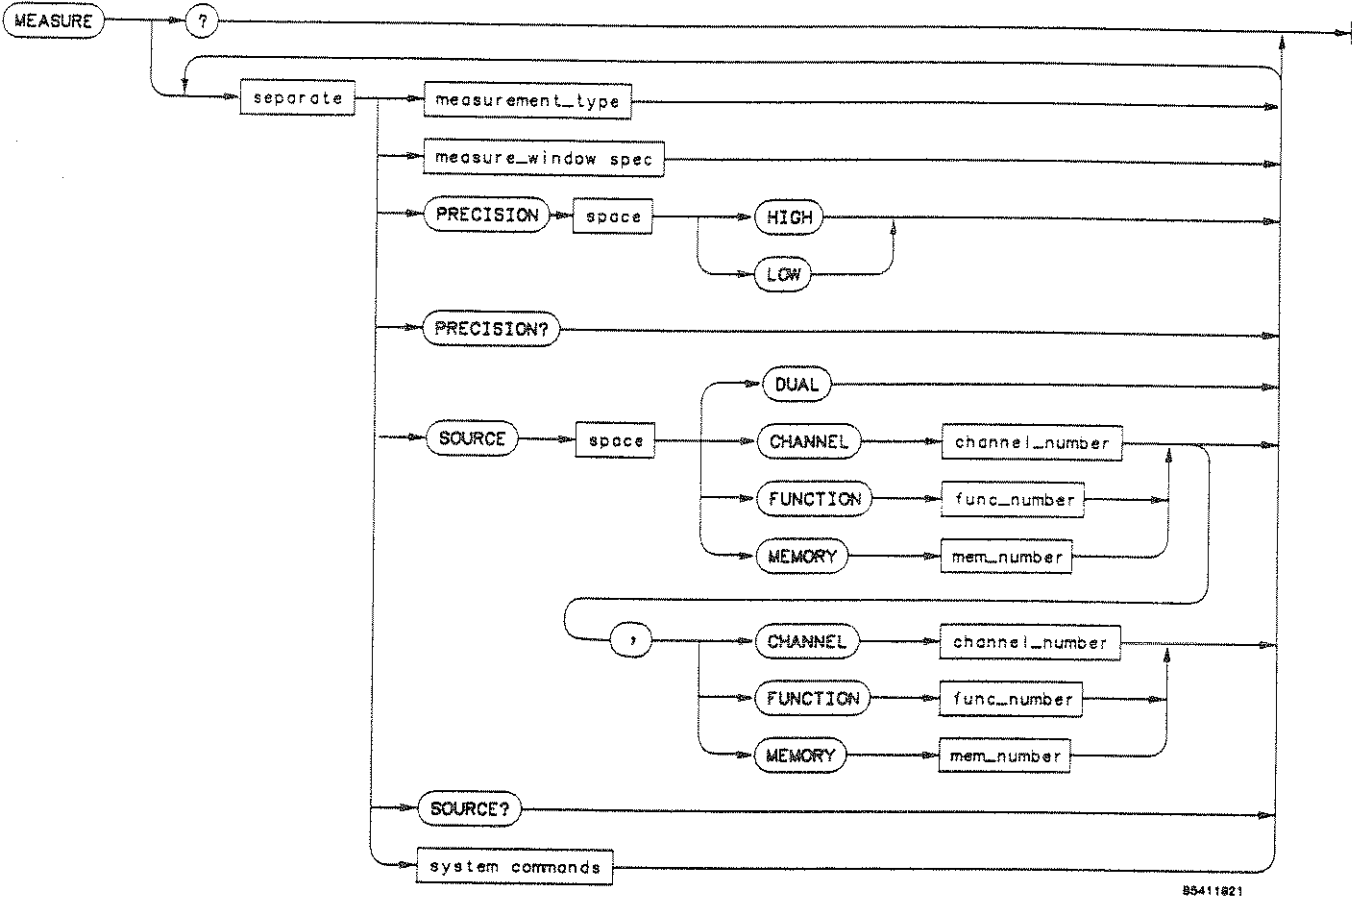 MEASURE ?
separate measurement_type
measure_window spec
PRECISION space HIGH
LOW
PRECISION?
DUAL
SOURCE space CHANNEL channel_number
FUNCTION func_number
MEMORY mem_number
, CHANNEL channel_number
FUNCTION func_number
MEMORY mem_number
SOURCE?
system commands